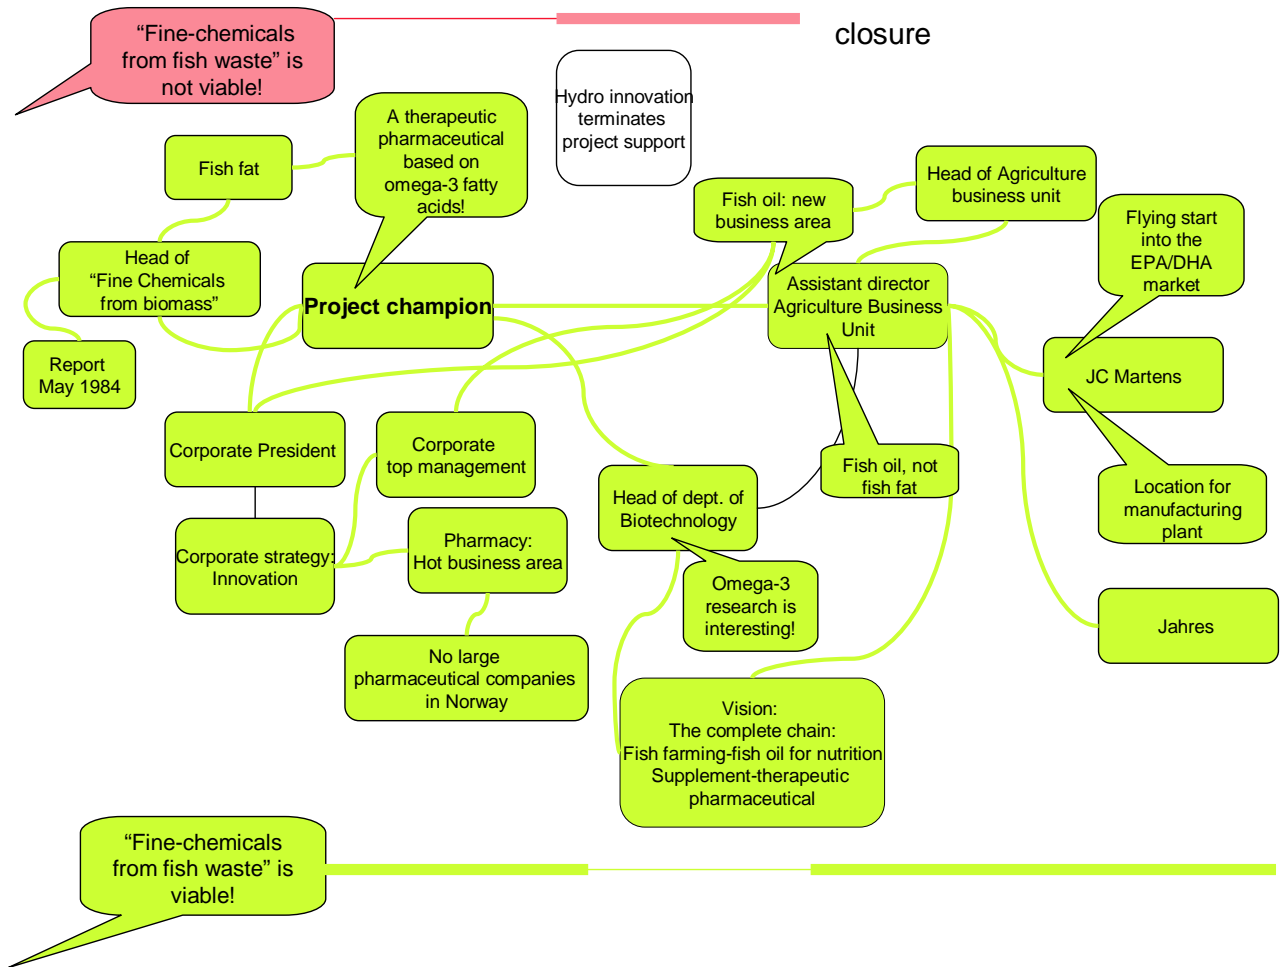 “Fine-chemicals
from fish waste” is
not viable!
closure
Hydro innovation
terminates
project support
A therapeutic
pharmaceutical
based on
omega-3 fatty
acids!
Fish fat
Head of Agriculture
business unit
Fish oil: new
business area
Flying start
into the
EPA/DHA
market
Head of
“Fine Chemicals
from biomass”
Project champion
Assistant director
Agriculture Business
Unit
Report
May 1984
JC Martens
Corporate President
Corporate
top management
Fish oil, not
fish fat
Head of dept. of
Biotechnology
Location for
manufacturing
plant
Corporate strategy:
Innovation
Pharmacy:
Hot business area
Omega-3
research is
interesting!
Jahres
No large
pharmaceutical companies
in Norway
Vision:
The complete chain:
Fish farming-fish oil for nutrition
Supplement-therapeutic
pharmaceutical
“Fine-chemicals
from fish waste” is
viable!